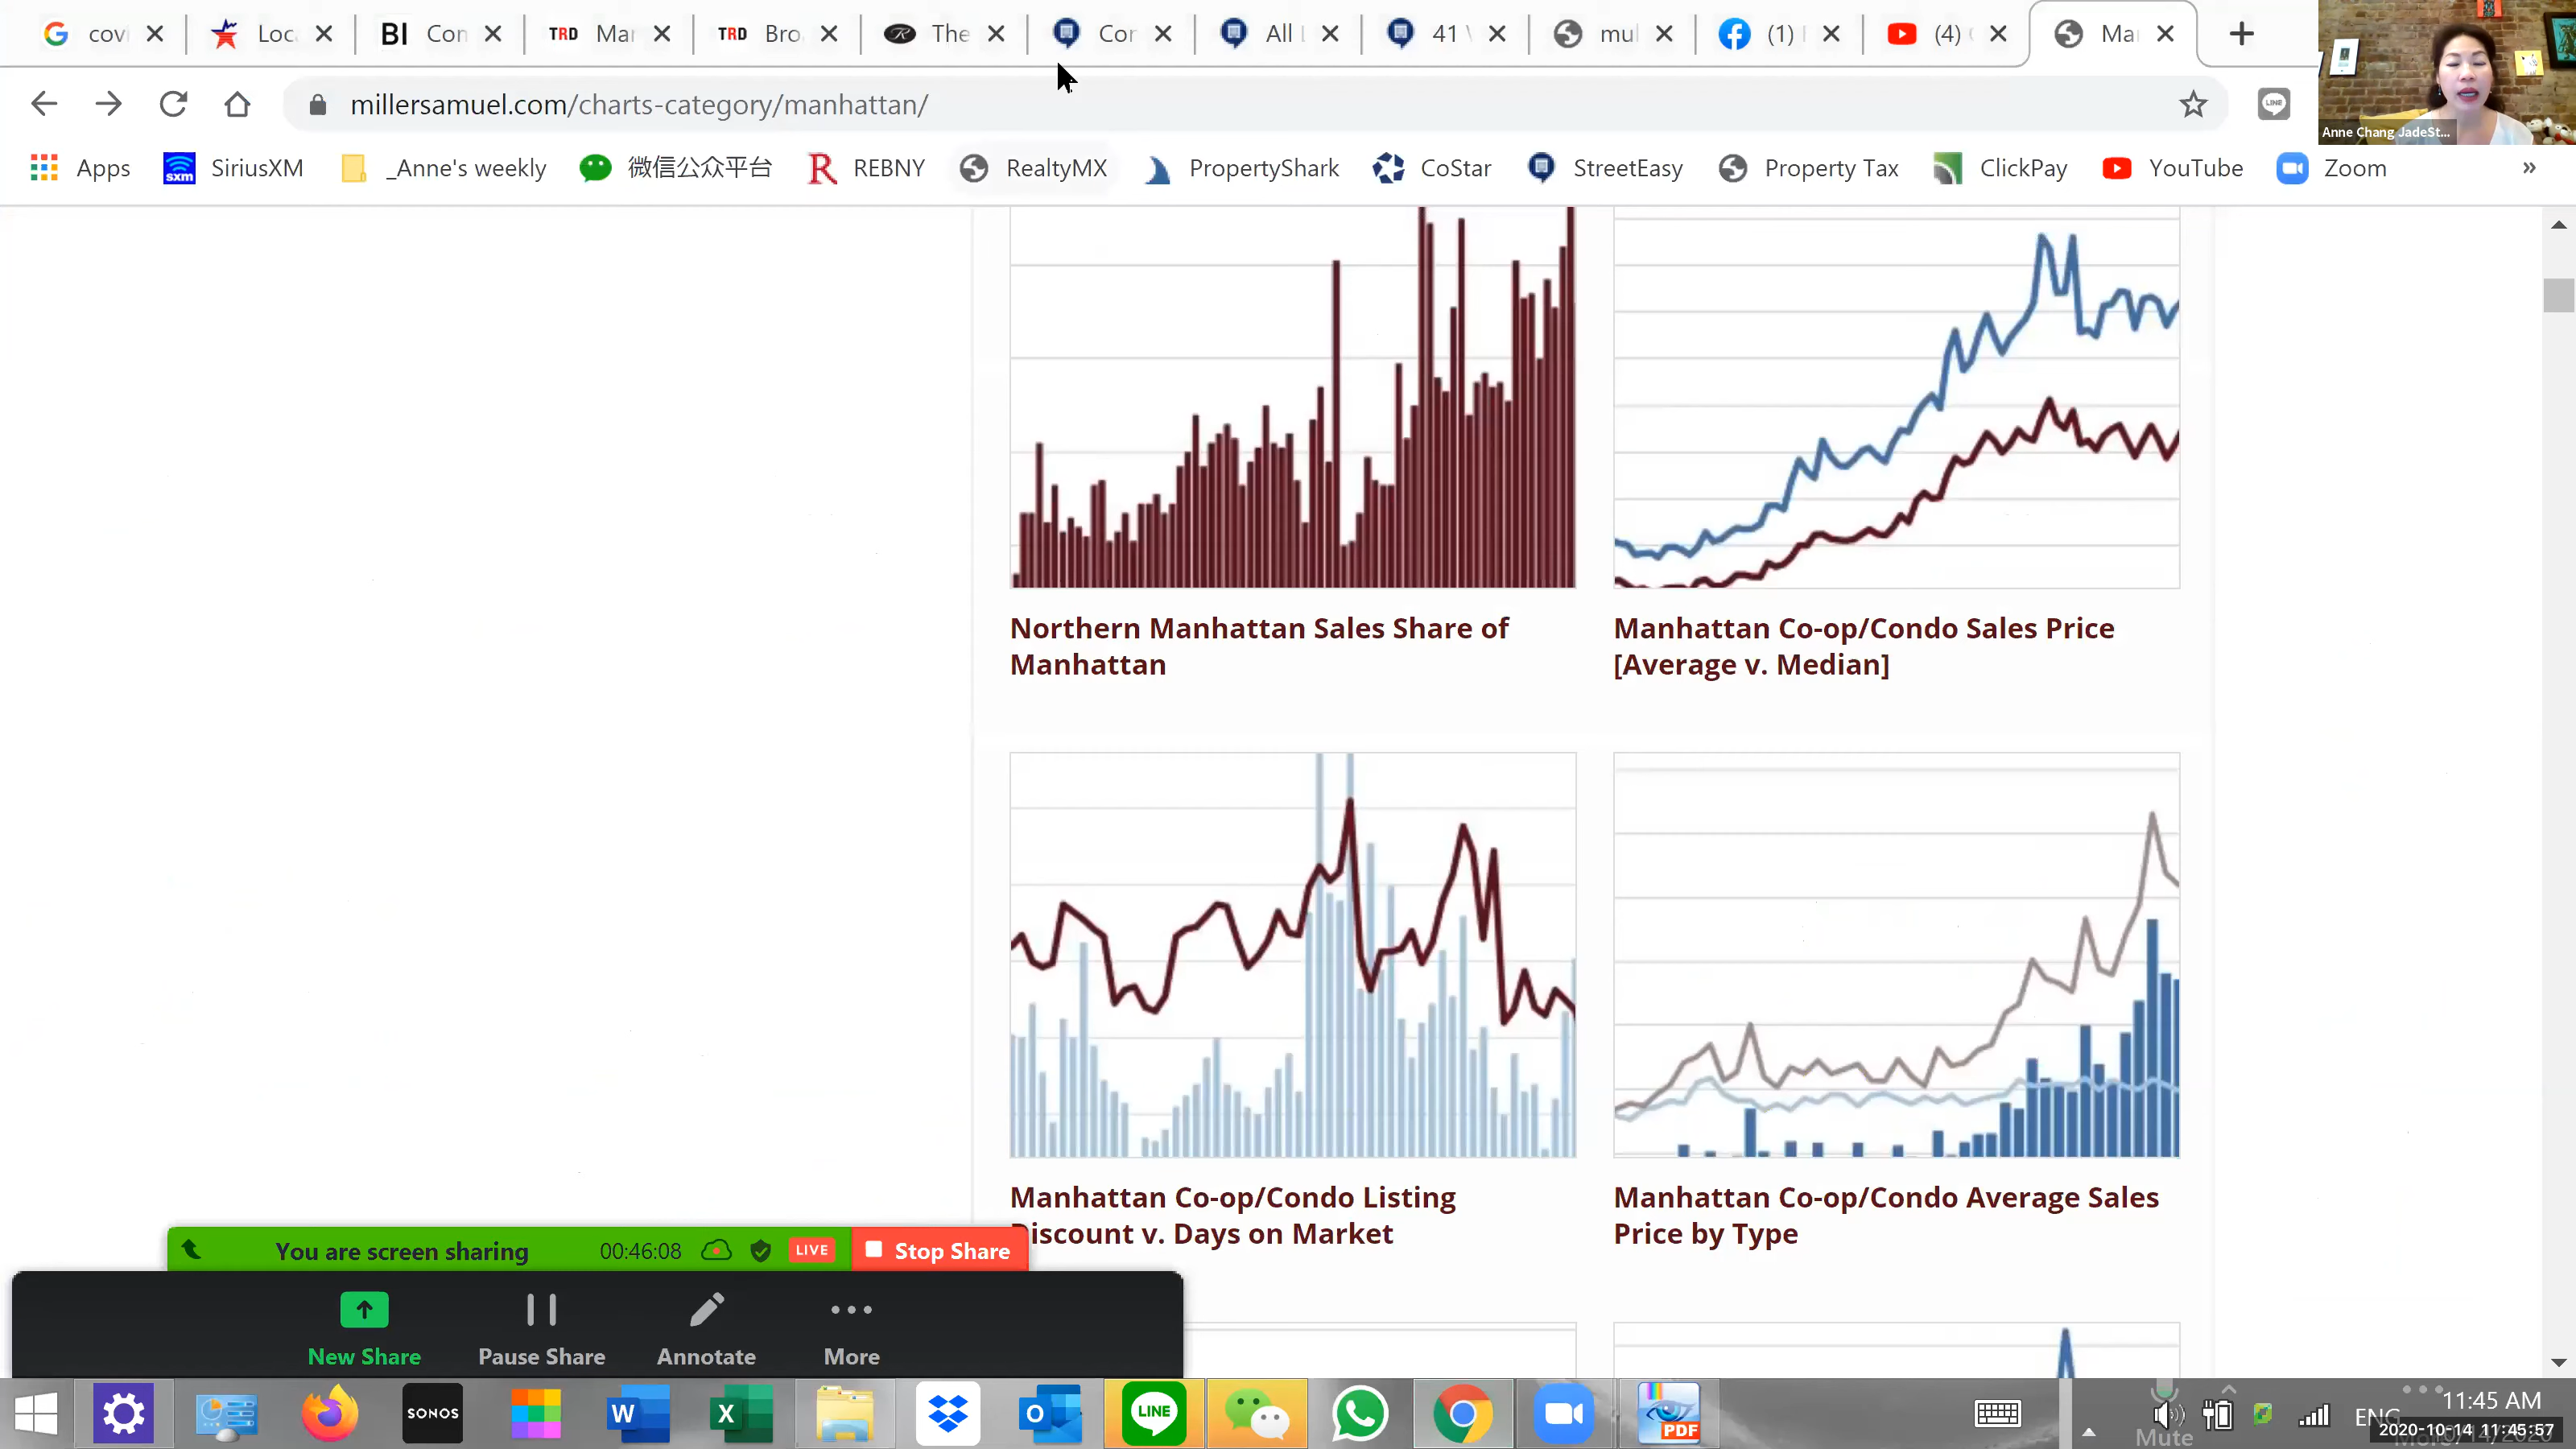 cov
Loc
BI Con
TRD Mar
TRD Bro
The
Cor
All L
41 W
mul
(1)
(4)
Ma
millersamuel.com/charts-category/manhattan/
LINE
Anne Chang JadeSt...
Apps
sxm SiriusXM
_Anne's weekly
微信公众平台
R REBNY
RealtyMX
PropertyShark
CoStar
StreetEasy
Property Tax
ClickPay
YouTube
Zoom
»
Northern Manhattan Sales Share of
Manhattan
Manhattan Co-op/Condo Sales Price
[Average v. Median]
Manhattan Co-op/Condo Listing
Discount v. Days on Market
Manhattan Co-op/Condo Average Sales
Price by Type
You are screen sharing 00:46:08 LIVE Stop Share
New Share
Pause Share
Annotate
More
SONOS
W
X
O
LINE
PDF
Mute
ENG
11:45 AM
2020-10-14 11:45:57